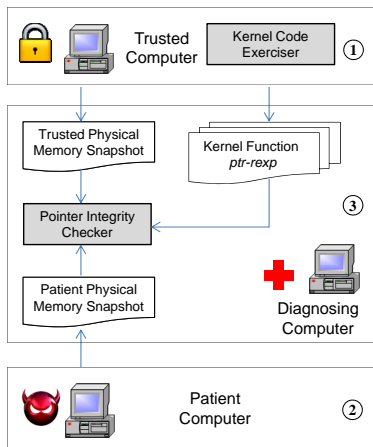 Trusted
Computer
Kernel Code
Exerciser
1
Trusted Physical
Memory Snapshot
Kernel Function
ptr-rexp
3
Pointer Integrity
Checker
Patient Physical
Memory Snapshot
Diagnosing
Computer
Patient
Computer
2